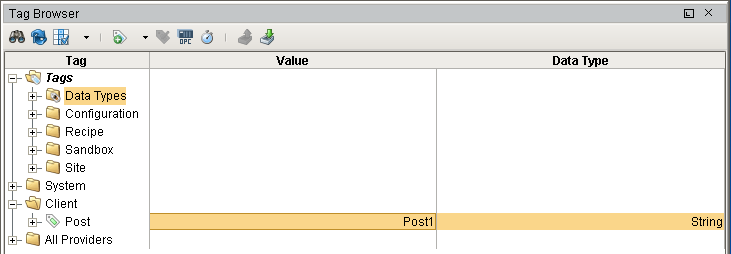 Tag Browser
OPC
Tag Value Data Type
Tags
Data Types
Configuration
Recipe
Sandbox
Site
System
Client
Post Post1 String
All Providers